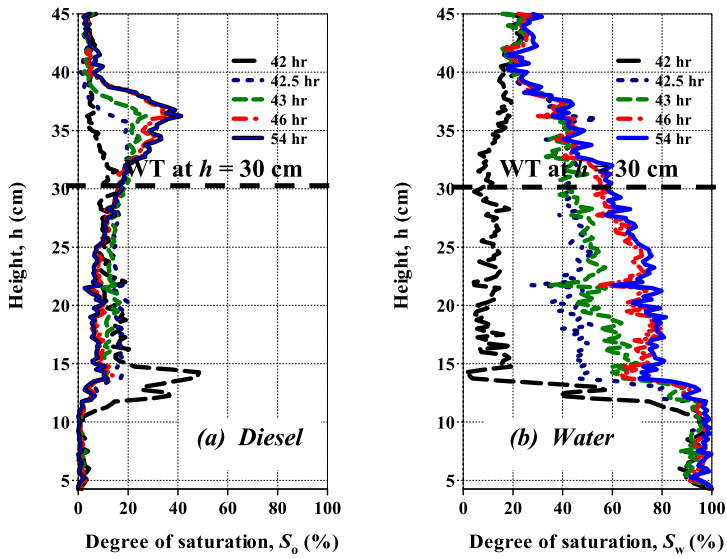 45
40
35
30
25
20
15
10
5
0 20 40 60 80 100
Height, h (cm)
42 hr
42.5 hr
43 hr
46 hr
54 hr
WT at h = 30 cm
(a) Diesel
Degree of saturation, So (%)
45
40
35
30
25
20
15
10
5
0 20 40 60 80 100
Height, h (cm)
42 hr
42.5 hr
43 hr
46 hr
54 hr
WT at h = 30 cm
(b) Water
Degree of saturation, Sw (%)